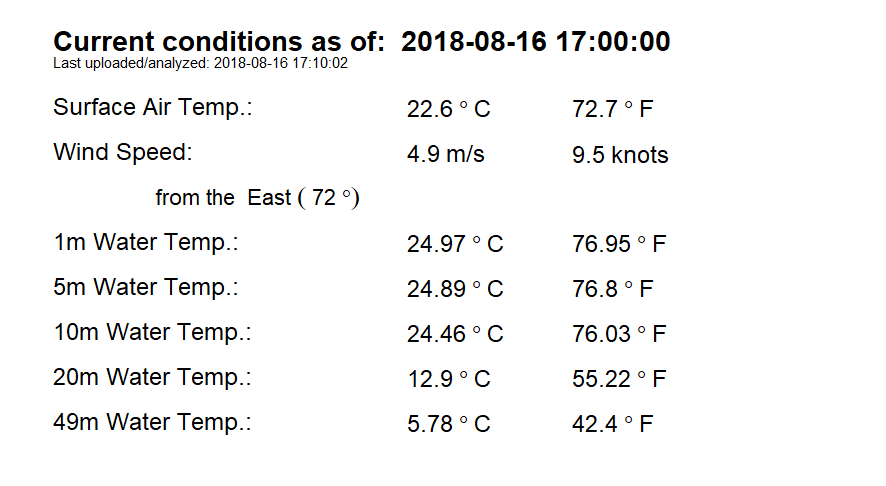 Current conditions as of: 2018-08-16 17:00:00
Last uploaded/analyzed: 2018-08-16 17:10:02
Surface Air Temp.: 22.6 ° C 72.7 ° F
Wind Speed: 4.9 m/s 9.5 knots
from the East ( 72 °)
1m Water Temp.: 24.97 ° C 76.95 ° F
5m Water Temp.: 24.89 ° C 76.8 ° F
10m Water Temp.: 24.46 ° C 76.03 ° F
20m Water Temp.: 12.9 ° C 55.22 ° F
49m Water Temp.: 5.78 ° C 42.4 ° F